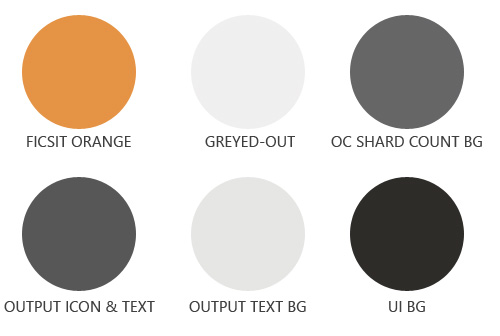 FICSIT ORANGE
GREYED-OUT
OC SHARD COUNT BG
OUTPUT ICON & TEXT
OUTPUT TEXT BG
UI BG